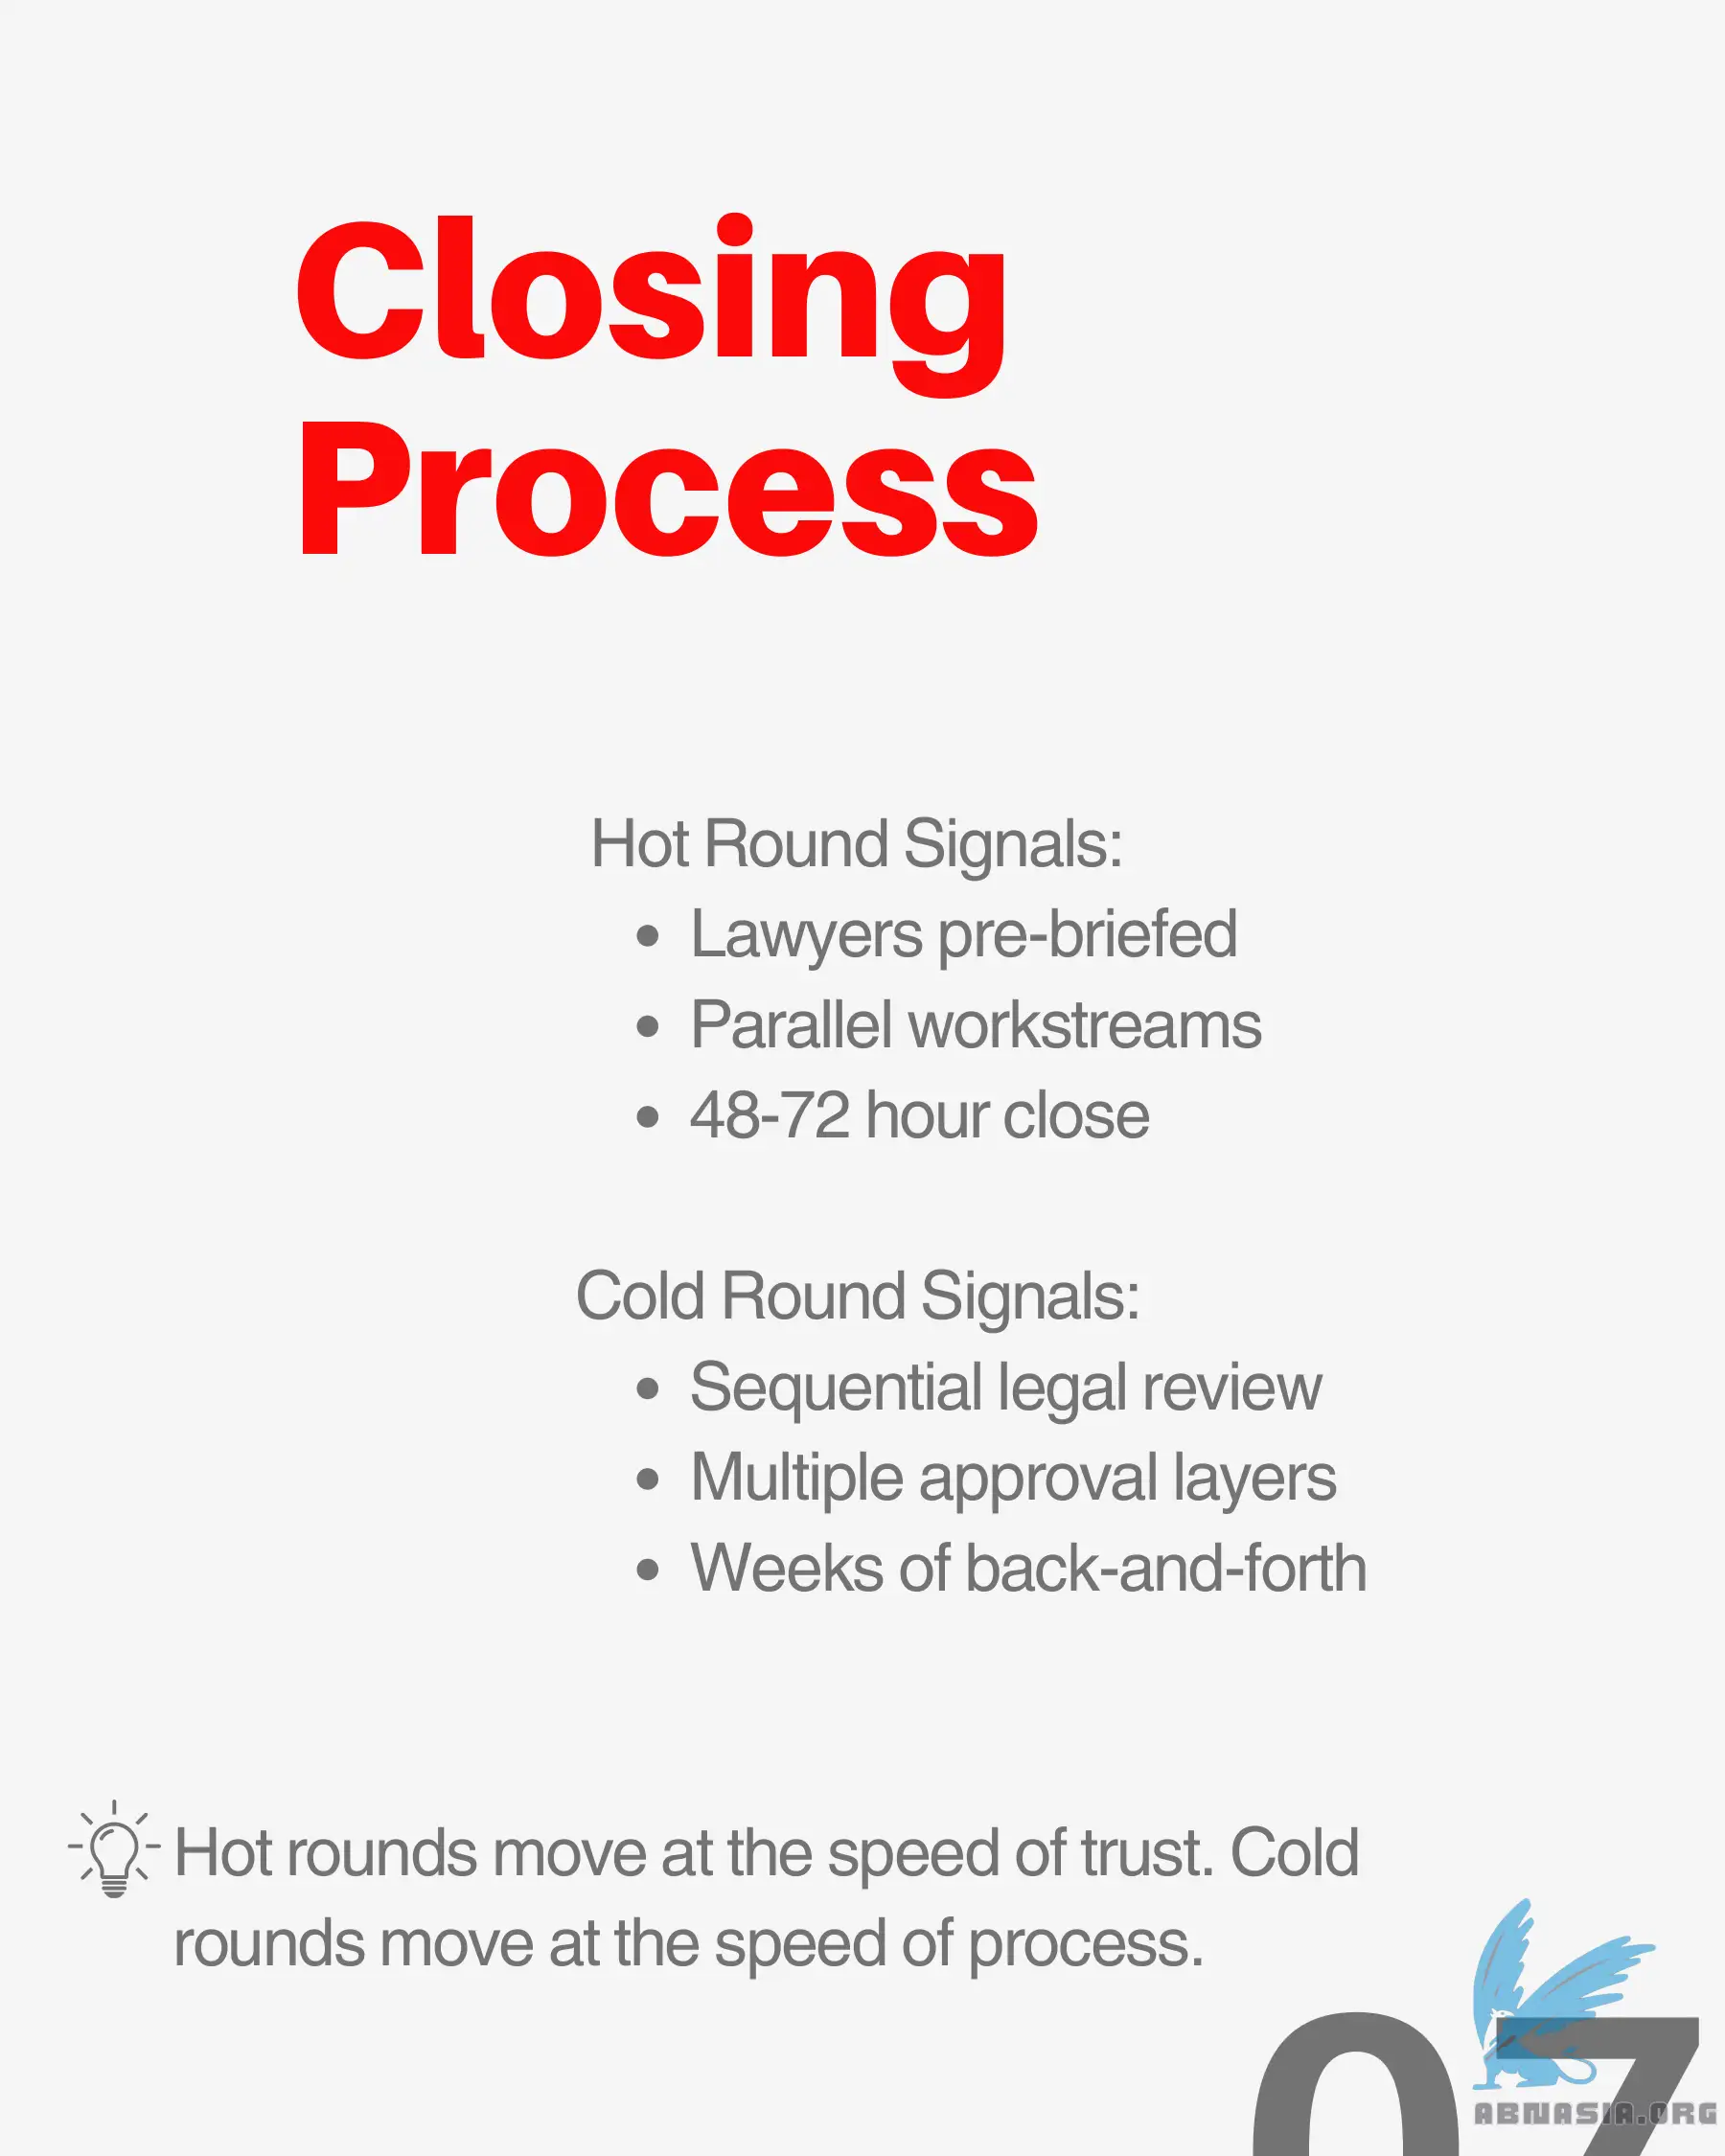 Closing
Process
Hot Round Signals:
• Lawyers pre-briefed
• Parallel workstreams
• 48-72 hour close
Cold Round Signals:
• Sequential legal review
• Multiple approval layers
• Weeks of back-and-forth
Hot rounds move at the speed of trust. Cold
rounds move at the speed of process.
07
ABNASIA.ORG